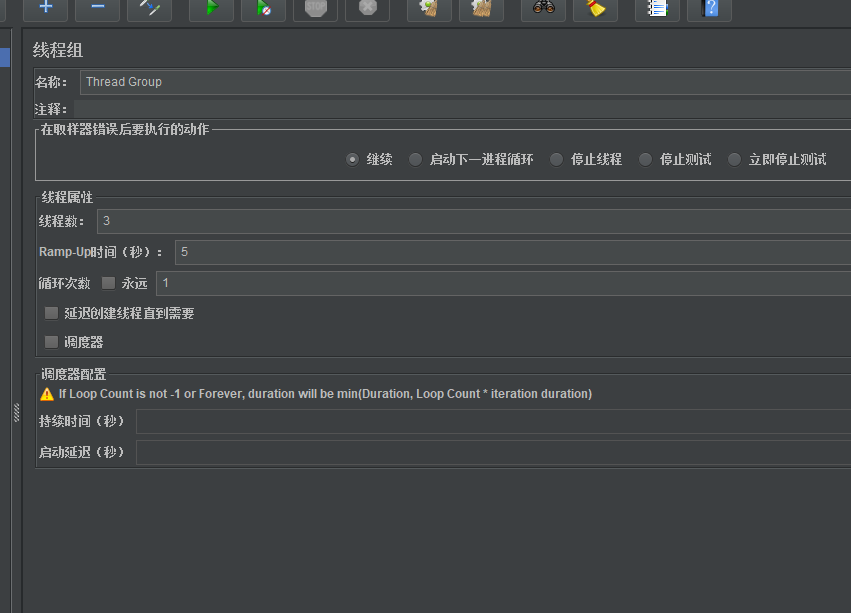 STOP
?
线程组
名称： Thread Group
注释：
在取样器错误后要执行的动作
继续 启动下一进程循环 停止线程 停止测试 立即停止测试
线程属性
线程数： 3
Ramp-Up时间（秒）： 5
循环次数 永远 1
延迟创建线程直到需要
调度器
调度器配置
If Loop Count is not -1 or Forever, duration will be min(Duration, Loop Count * iteration duration)
持续时间（秒）
启动延迟（秒）